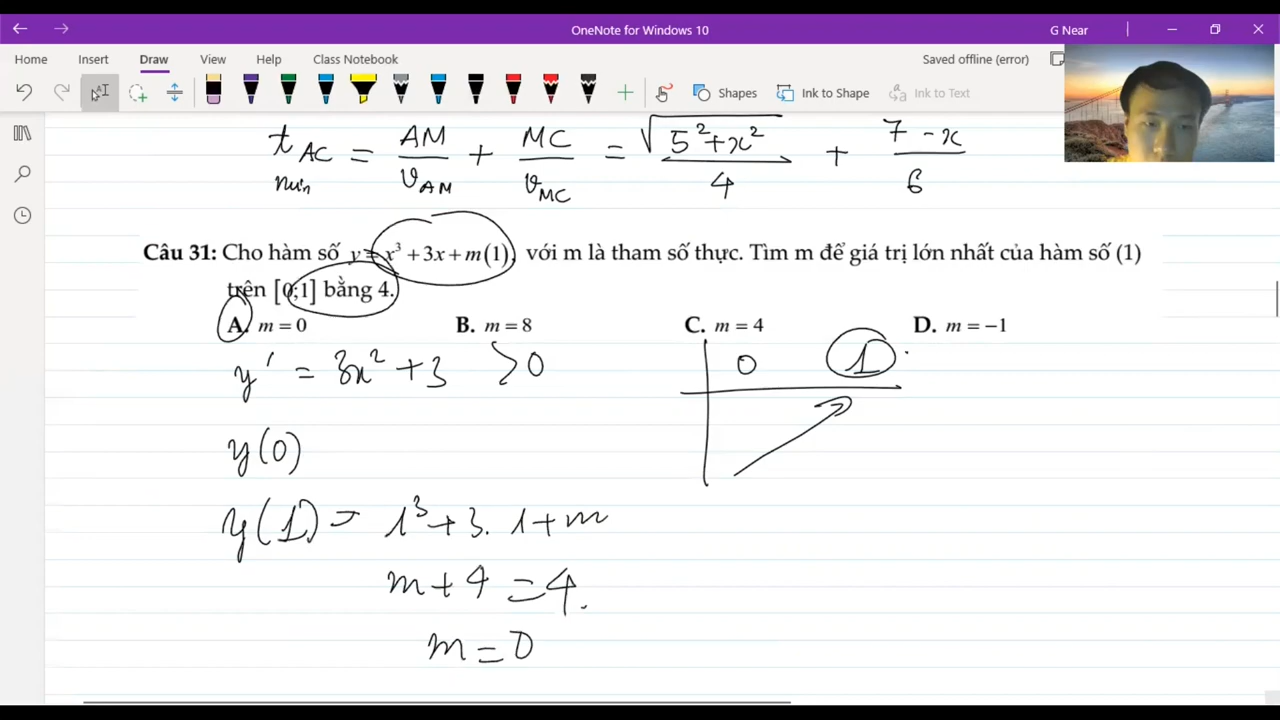 OneNote for Windows 10
G Near
Home Insert Draw View Help Class Notebook
Saved offline (error)
Shapes Ink to Shape Ink to Text
t AC min = AM / v AM + MC / v MC = √5² + x² / 4 + 7 - x / 6
Câu 31: Cho hàm số y = x³ + 3x + m (1), với m là tham số thực. Tìm m để giá trị lớn nhất của hàm số (1)
trên [0;1] bằng 4.
A. m = 0 B. m = 8 C. m = 4 D. m = −1
y' = 3x² + 3 > 0
0 1
y(0)
y(1) = 1³ + 3. 1 + m
m + 4 = 4.
m = 0